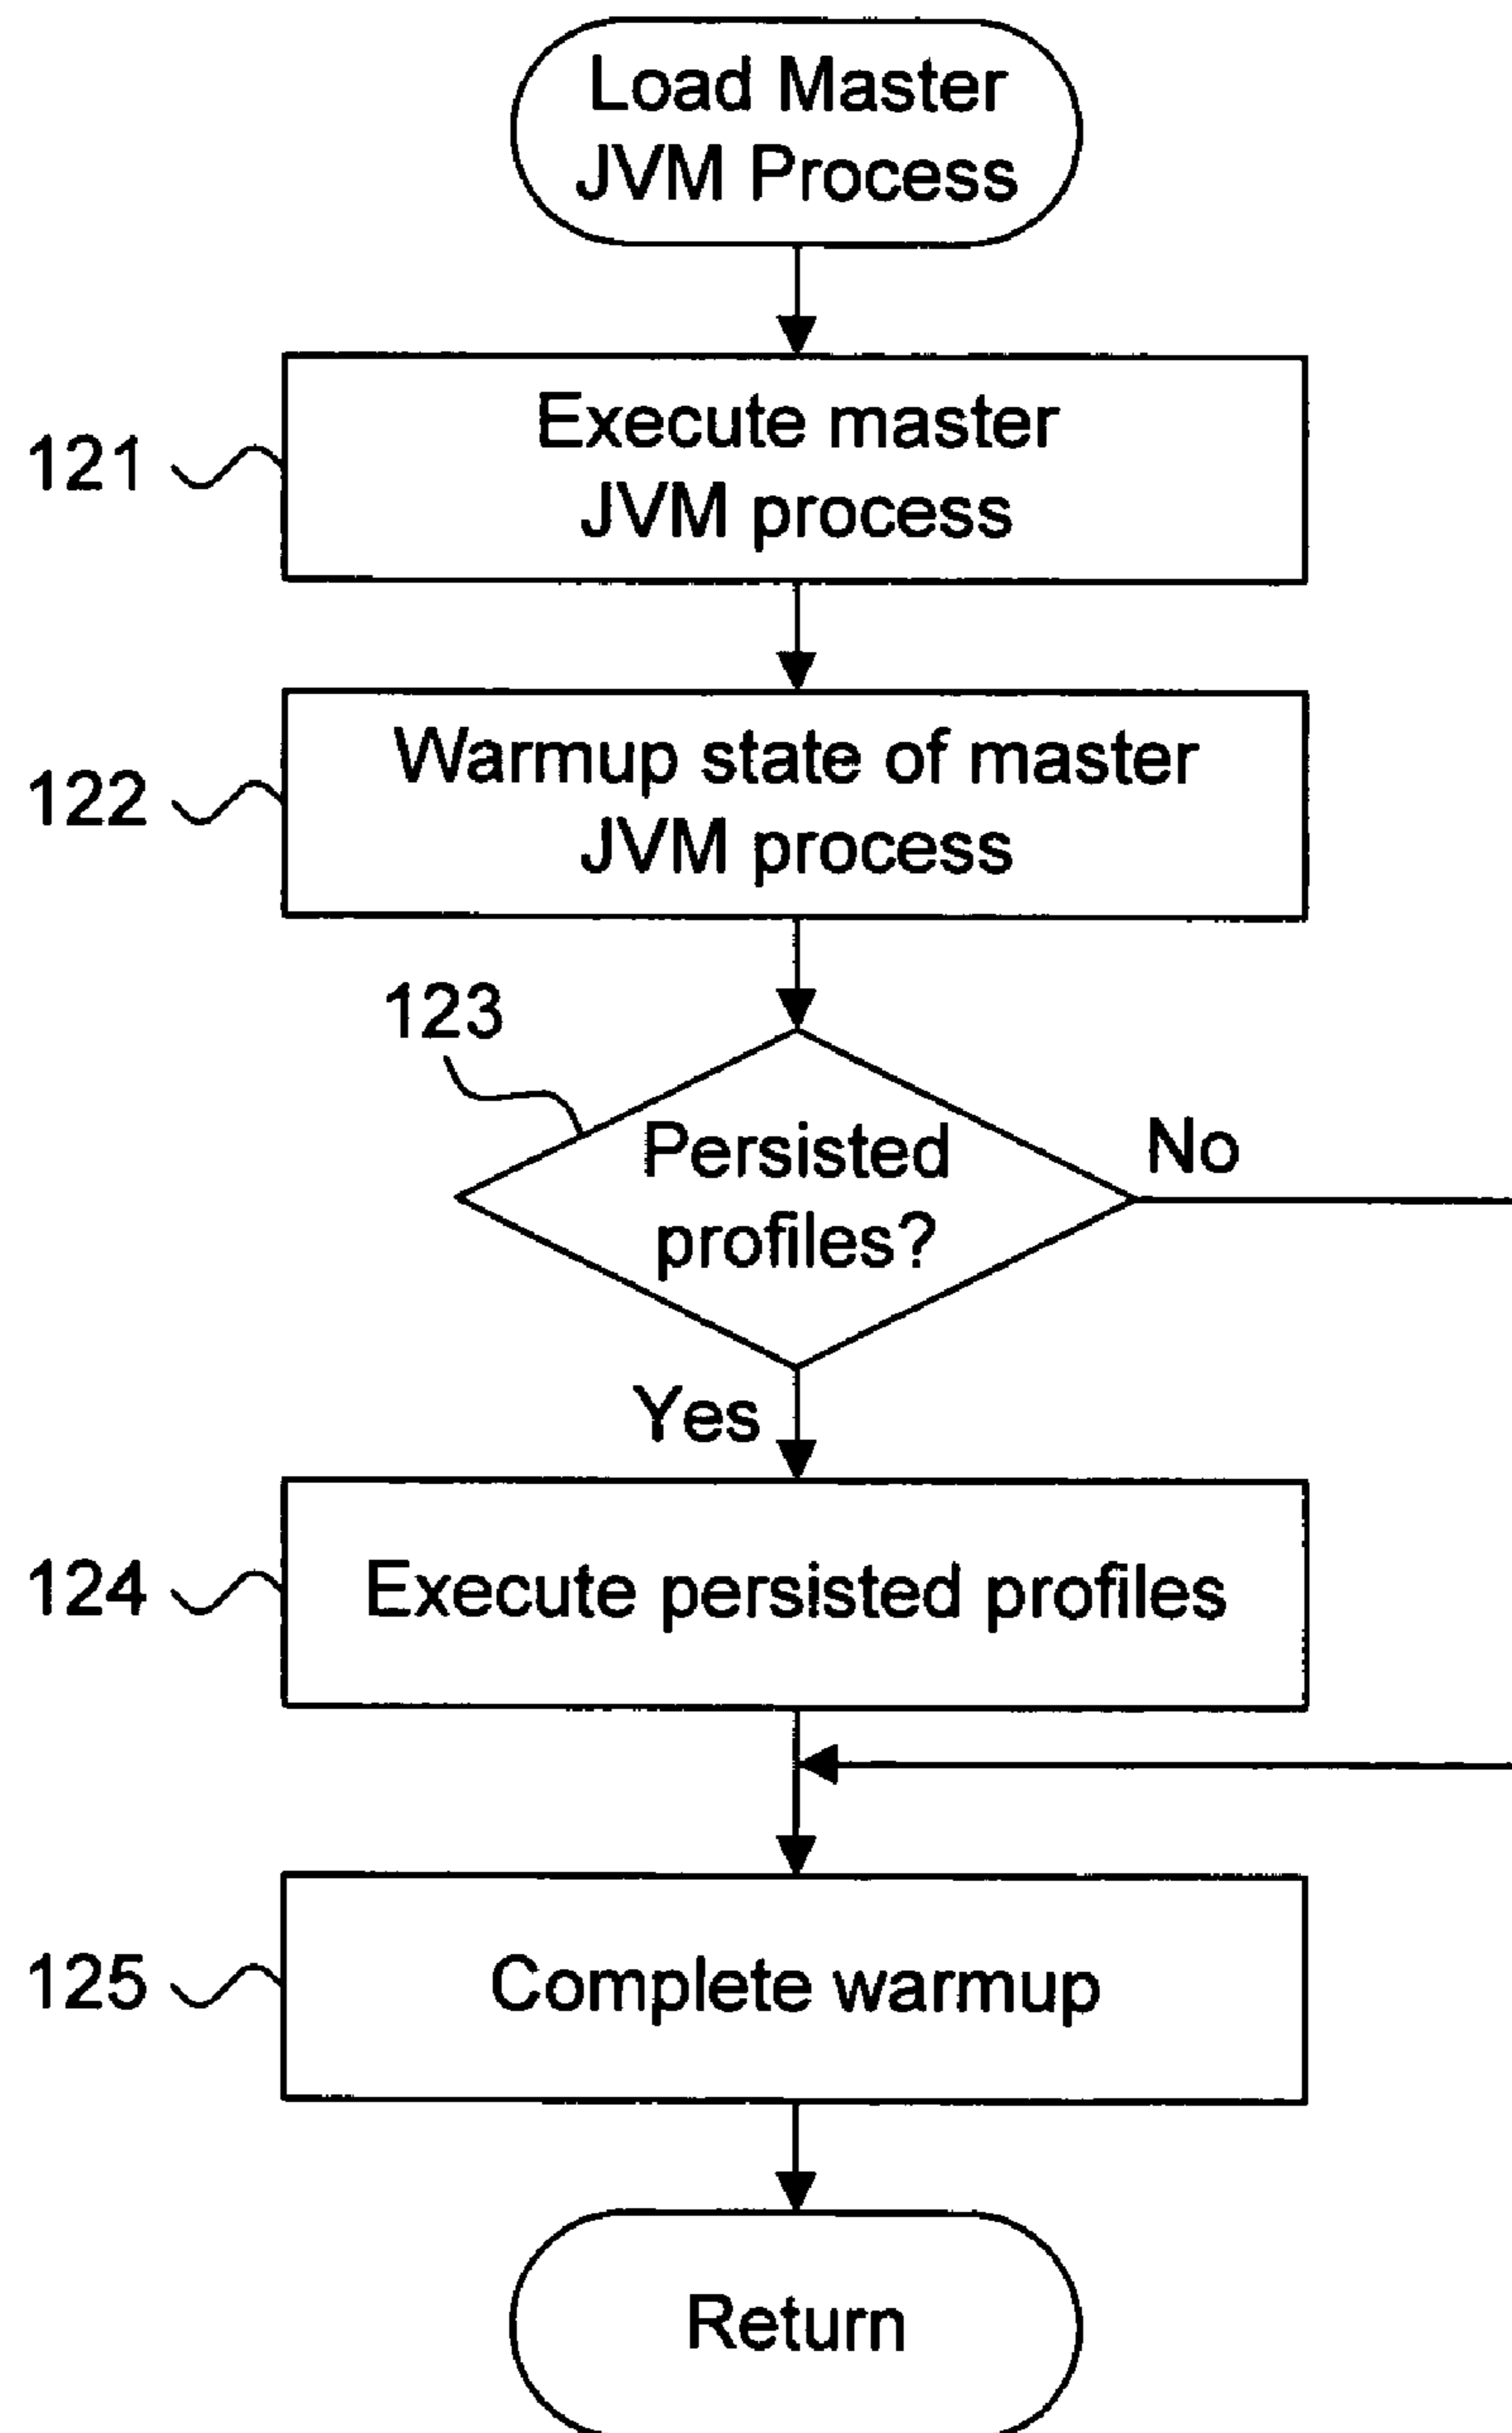 Load Master
JVM Process
121
Execute master
JVM process
122
Warmup state of master
JVM process
123
Persisted
profiles?
No
Yes
124
Execute persisted profiles
125
Complete warmup
Return